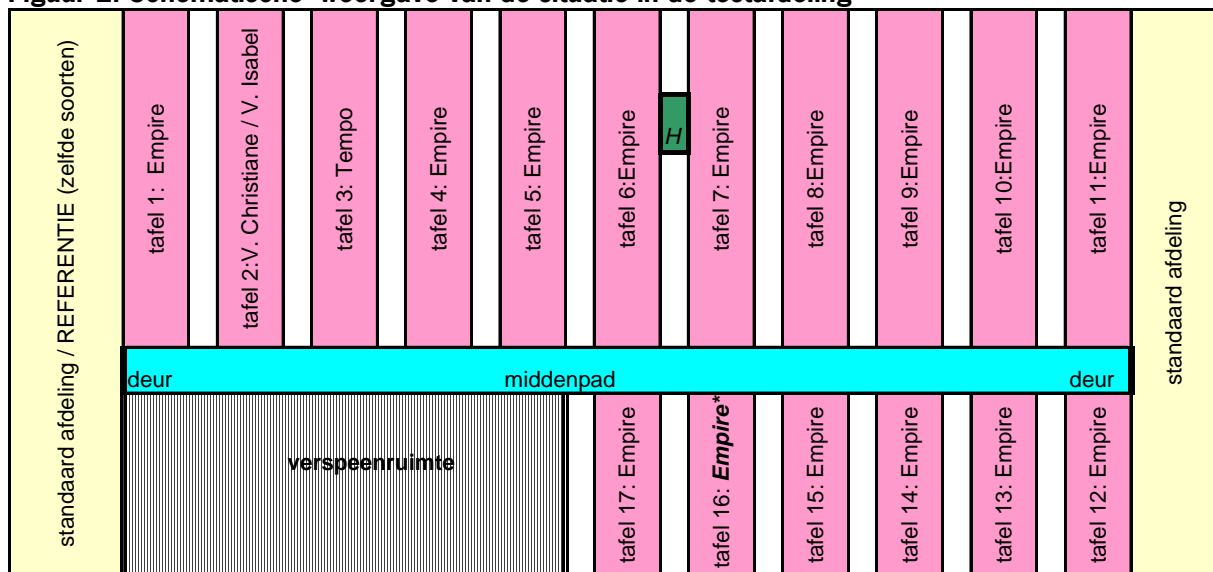 Figuur 2. Schematische weergave van de situatie in de testafdeling
standaard afdeling / REFERENTIE (zelfde soorten)
tafel 1: Empire
tafel 2:V. Christiane / V. Isabel
tafel 3: Tempo
tafel 4: Empire
tafel 5: Empire
tafel 6:Empire
H
tafel 7: Empire
tafel 8:Empire
tafel 9:Empire
tafel 10:Empire
tafel 11:Empire
standaard afdeling
deur
middenpad
deur
verspeenruimte
tafel 17: Empire
tafel 16: Empire*
tafel 15: Empire
tafel 14: Empire
tafel 13: Empire
tafel 12: Empire